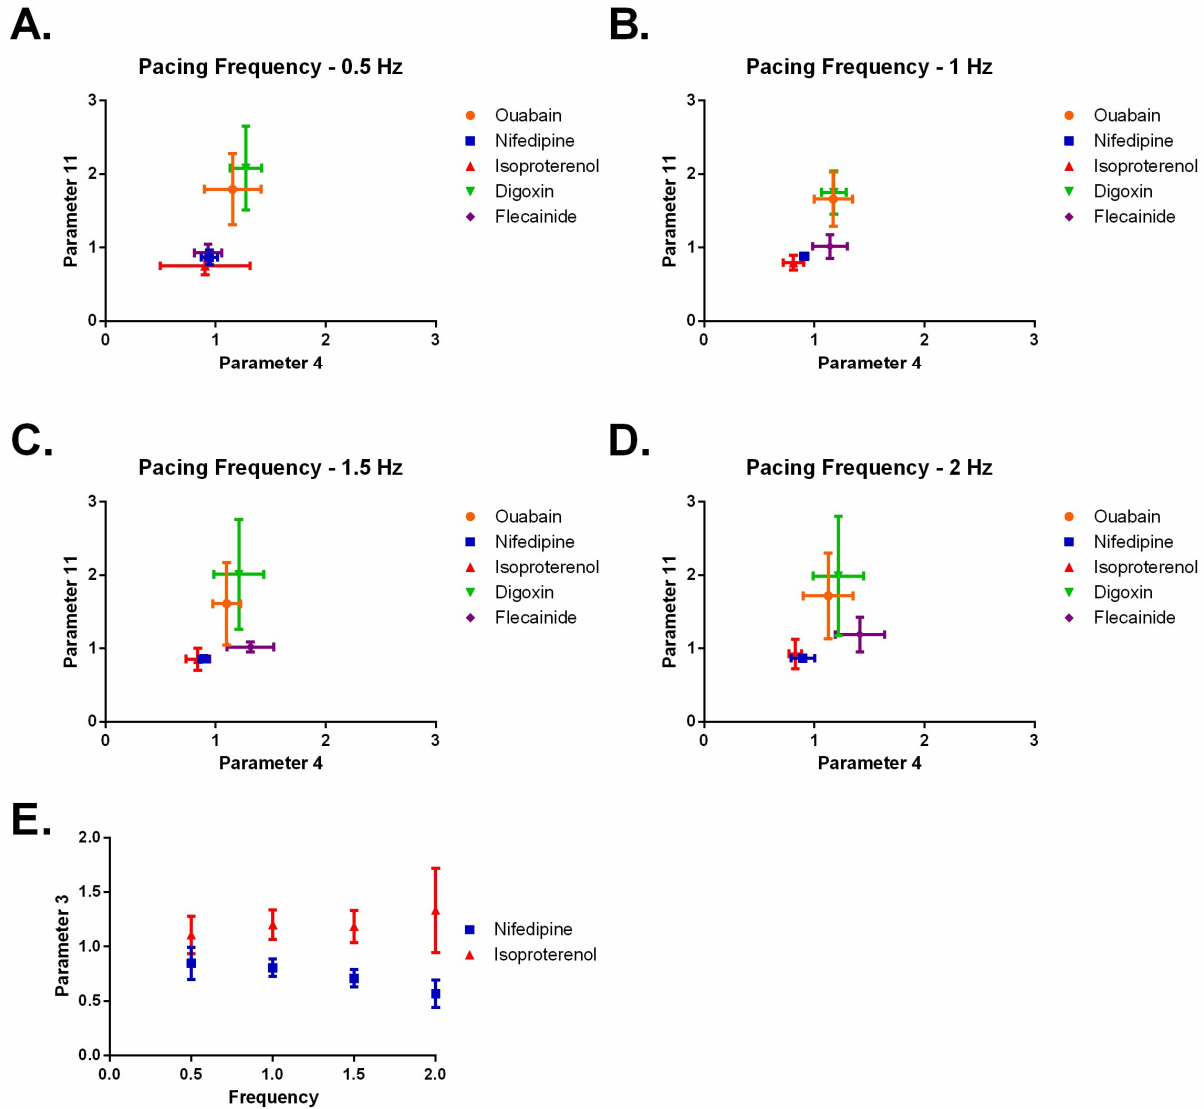 A.
Pacing Frequency - 0.5 Hz
3
2
1
0
0 1 2 3
Parameter 11
Parameter 4
Ouabain
Nifedipine
Isoproterenol
Digoxin
Flecainide
B.
Pacing Frequency - 1 Hz
3
2
1
0
0 1 2 3
Parameter 11
Parameter 4
Ouabain
Nifedipine
Isoproterenol
Digoxin
Flecainide
C.
Pacing Frequency - 1.5 Hz
3
2
1
0
0 1 2 3
Parameter 11
Parameter 4
Ouabain
Nifedipine
Isoproterenol
Digoxin
Flecainide
D.
Pacing Frequency - 2 Hz
3
2
1
0
0 1 2 3
Parameter 11
Parameter 4
Ouabain
Nifedipine
Isoproterenol
Digoxin
Flecainide
E.
2.0
1.5
1.0
0.5
0.0
0.0 0.5 1.0 1.5 2.0
Parameter 3
Frequency
Nifedipine
Isoproterenol